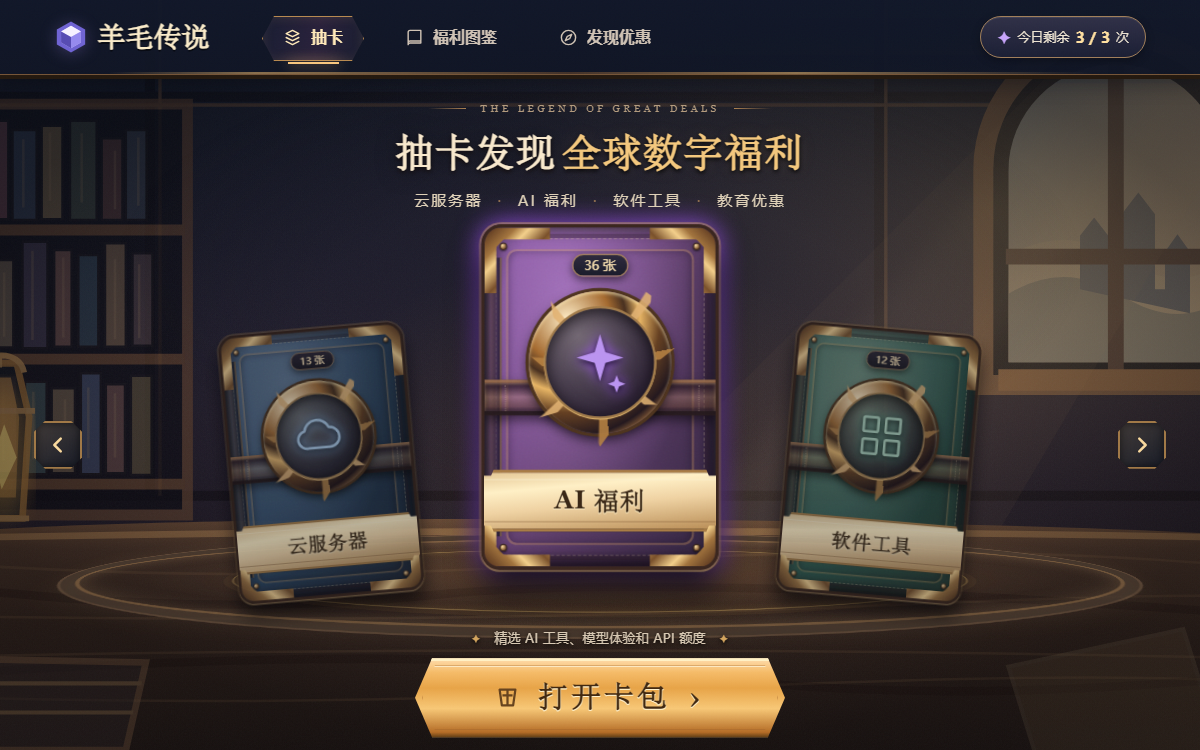 羊毛传说
抽卡
福利图鉴
发现优惠
今日剩余 3 / 3 次
THE LEGEND OF GREAT DEALS
抽卡发现全球数字福利
云服务器 · AI 福利 · 软件工具 · 教育优惠
36 张
AI 福利
13 张
云服务器
12 张
软件工具
精选 AI 工具、模型体验和 API 额度
打开卡包 ›